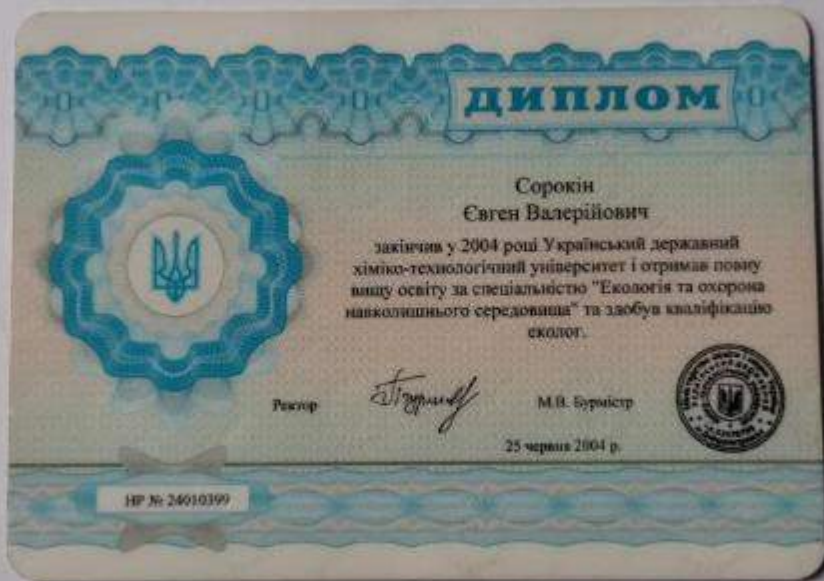 ДИПЛОМ
Сорокін
Євген Валерійович
закінчив у 2004 році Український державний
хіміко-технологічний університет і отримав повну
вищу освіту за спеціальністю "Екологія та охорона
навколишнього середовища" та здобув кваліфікацію
еколог.
Ректор
М.В. Бурмістр
25 червня 2004 р.
НР № 24010399